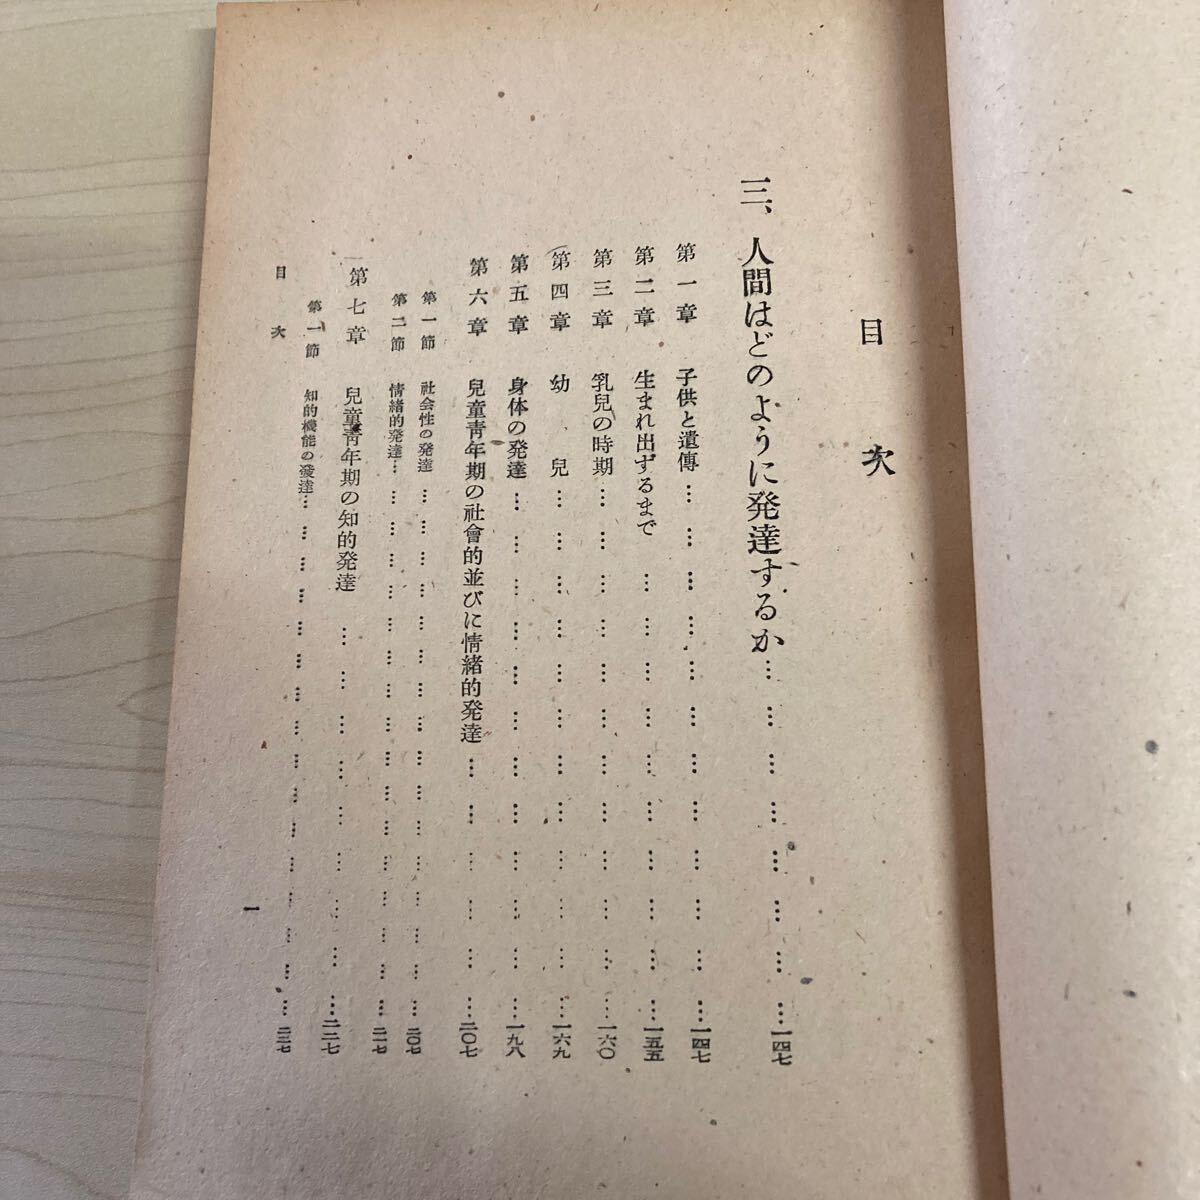 目次
三、人間はどのように発達するか… … … … … … … …一四七
第一章 子供と遺傳… … … … … … … … … … … …一四七
第二章 生まれ出ずるまで … … … … … … … … … …一五五
第三章 乳兒の時期… … … … … … … … … … … …一六〇
第四章 幼兒… … … … … … … … … … … …一六九
第五章 身体の発達… … … … … … … … … … … …一九八
第六章 兒童靑年期の社會的並びに情緒的発達… … … … … …二〇七
第一節 社会性の発達 … … … … … … … … … … … …二〇七
第二節 情緒的発達… … … … … … … … … … … … …二一七
第七章 兒童靑年期の知的発達 … … … … … … … … …二二七
第一節 知的機能の發達… … … … … … … … … … … … …
目次
一